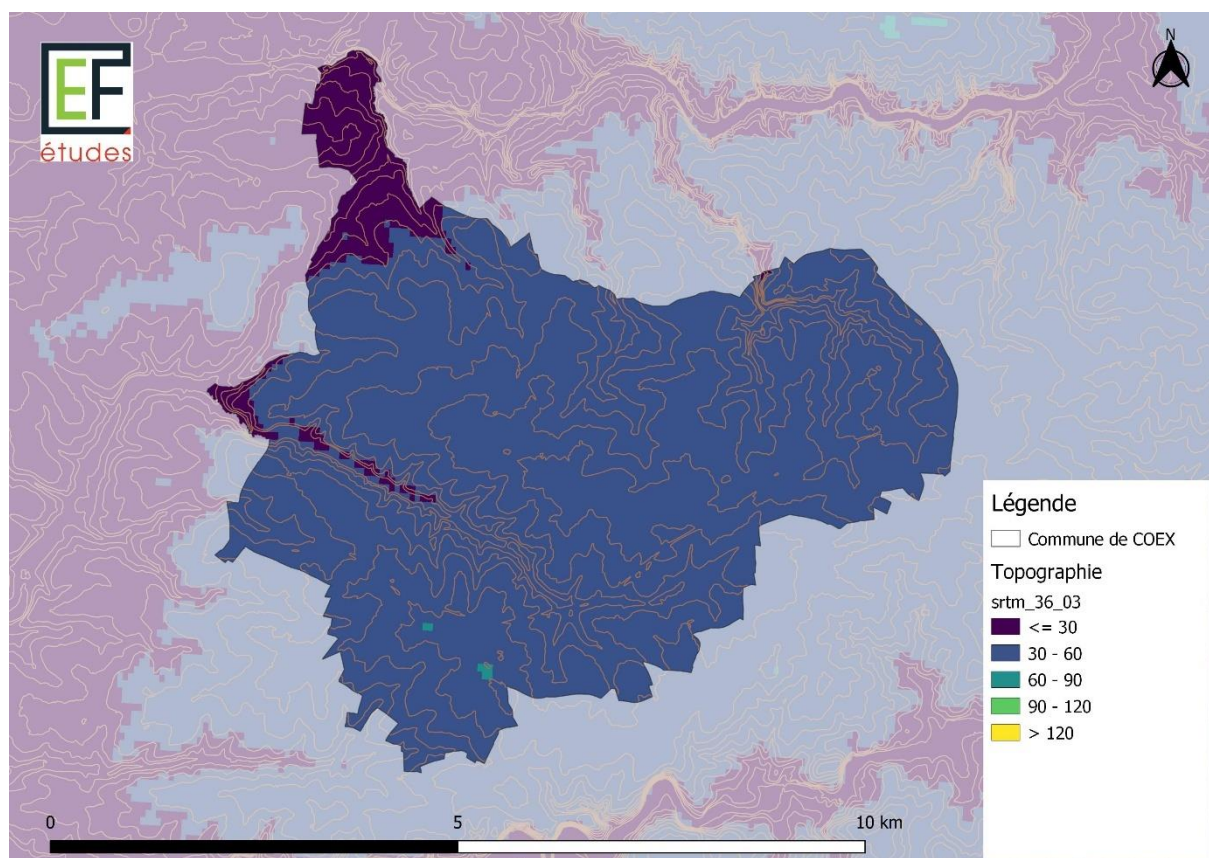 EF
études
N
Légende
Commune de COEX
Topographie
srtm_36_03
<= 30
30 - 60
60 - 90
90 - 120
> 120
0 5 10 km